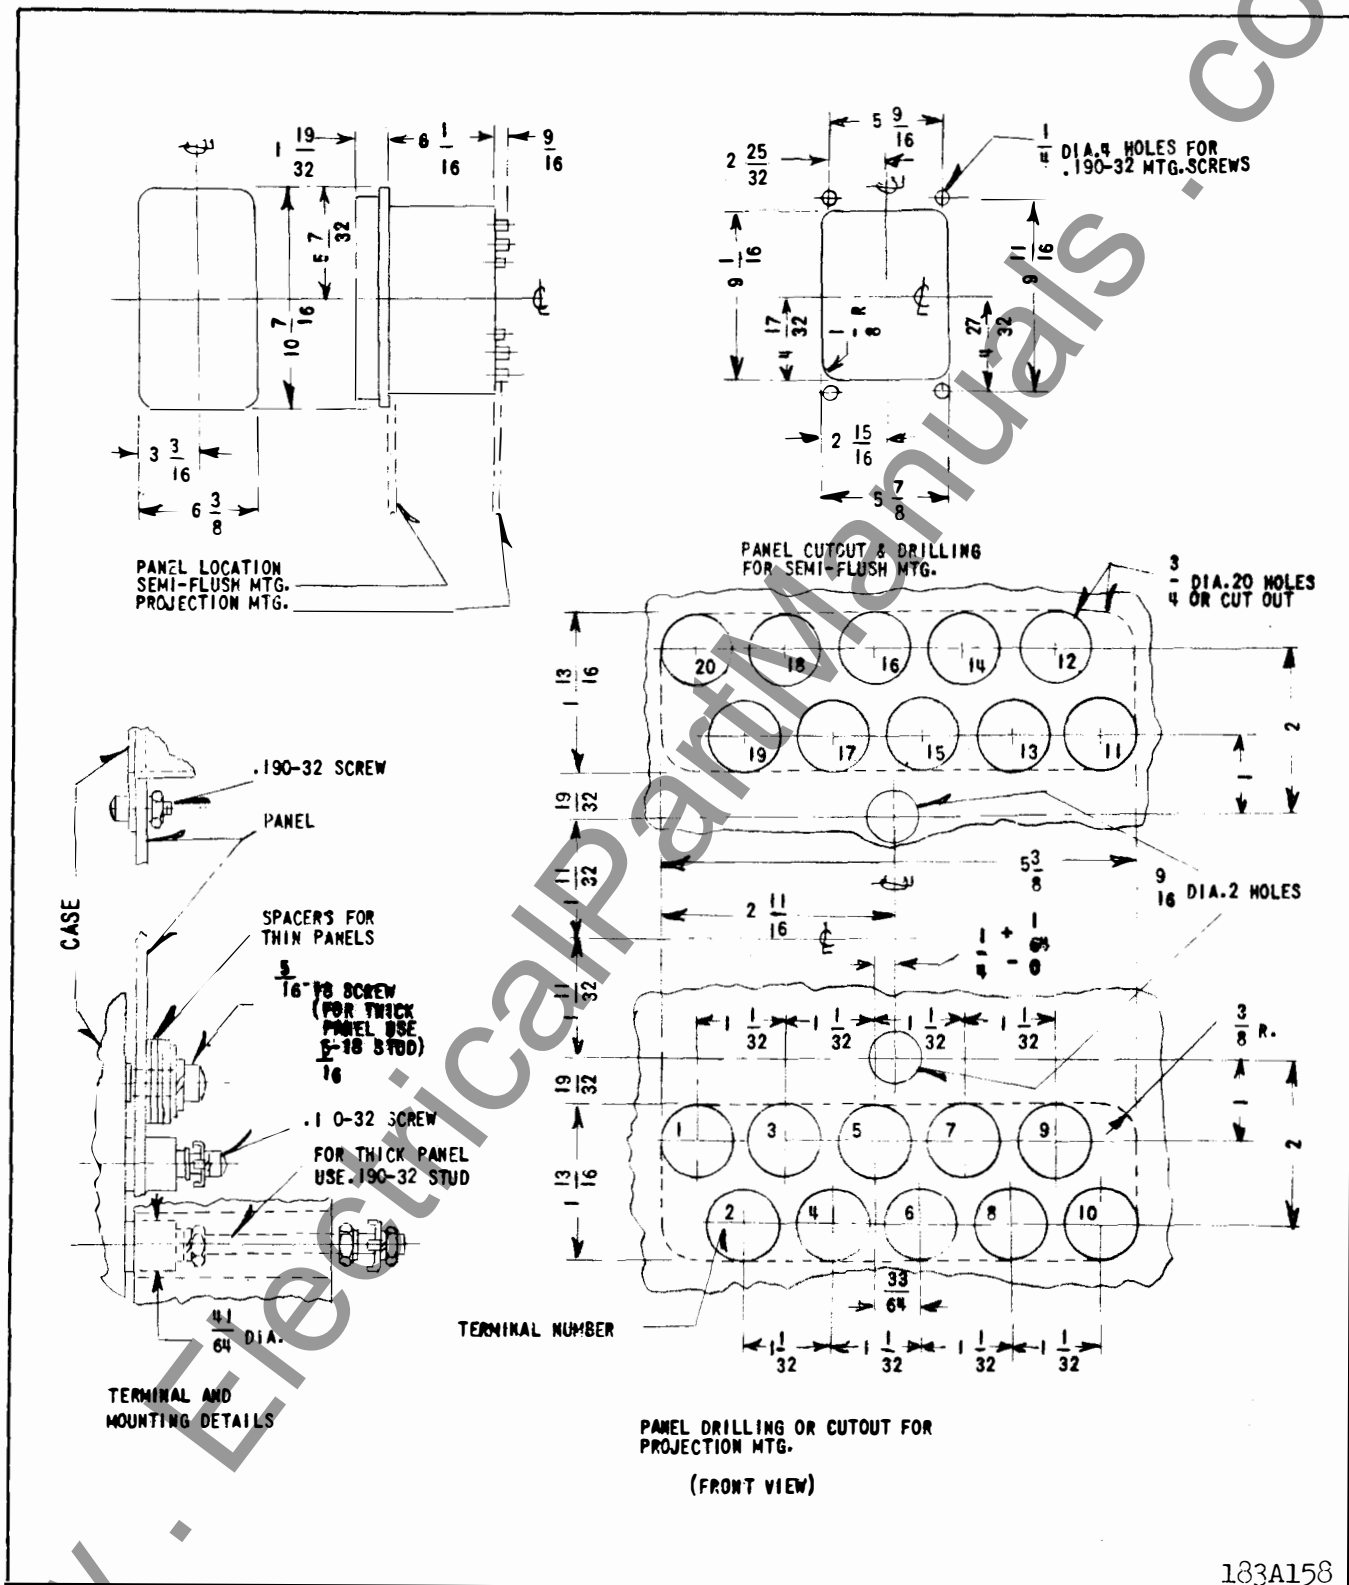 1 19/32
6 1/16
9/16
5 7/32
10 7/16
3 3/16
6 3/8
PANEL LOCATION
SEMI-FLUSH MTG.
PROJECTION MTG.
5 9/16
2 25/32
1/4 DIA.4 HOLES FOR
.190-32 MTG.SCREWS
9 1/16
9 11/16
4 17/32
1/8 R
4 27/32
2 15/16
5 7/8
PANEL CUTOUT & DRILLING
FOR SEMI-FLUSH MTG.
3/4 DIA.20 HOLES
OR CUT OUT
20 18 16 14 12
19 17 15 13 11
1 13/16
19/32
1 11/32
2
1
5 3/8
2 11/16
9/16 DIA.2 HOLES
1/4 + 1/64 - 0
1 11/32
1 1/32
1 1/32
1 1/32
1 1/32
3/8 R.
19/32
1
2
1 13/16
1 3 5 7 9
2 4 6 8 10
33/64
TERMINAL NUMBER
1 1/32
1 1/32
1 1/32
1 1/32
PANEL DRILLING OR CUTOUT FOR
PROJECTION MTG.
(FRONT VIEW)
.190-32 SCREW
PANEL
CASE
SPACERS FOR
THIN PANELS
5/16-18 SCREW
(FOR THICK
PANEL USE
5/16-18 STUD)
.1 0-32 SCREW
FOR THICK PANEL
USE.190-32 STUD
41/64 DIA.
TERMINAL AND
MOUNTING DETAILS
183A158
. ElectricalPartManuals . co